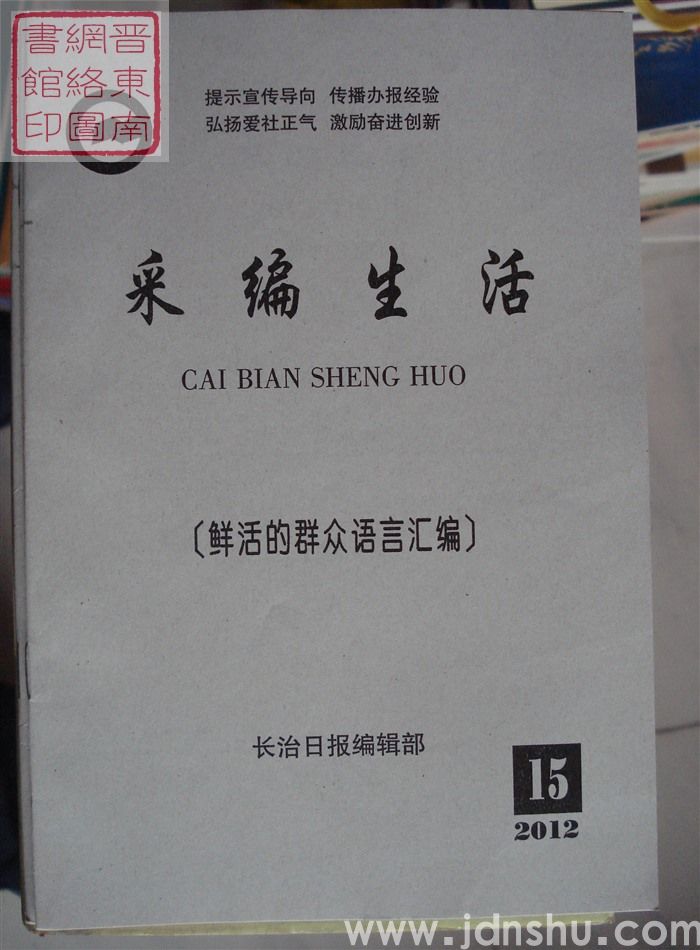 晋东南
網絡圖
書館印
提示宣传导向 传播办报经验
弘扬爱社正气 激励奋进创新
采编生活
CAI BIAN SHENG HUO
〔鲜活的群众语言汇编〕
长治日报编辑部
15
2012
www.jdnshu.com